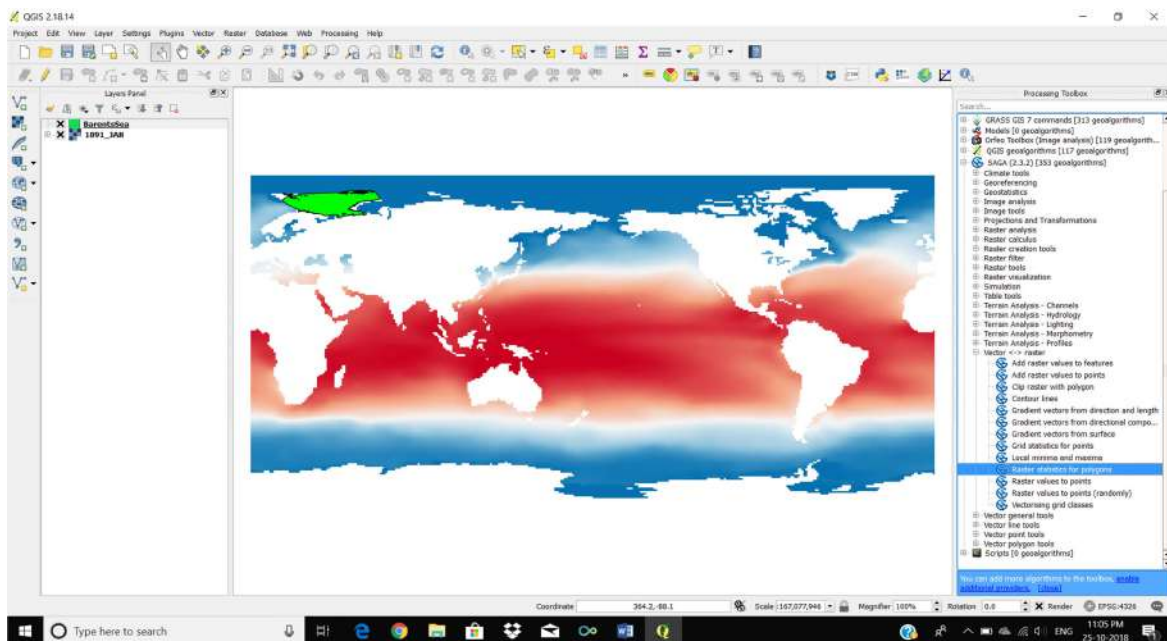 QGIS 2.18.14
Project Edit View Layer Settings Plugins Vector Raster Database Web Processing Help
Layers Panel
BarentsSea
1891_JAN
Processing Toolbox
Search...
GRASS GIS 7 commands [313 geoalgorithms]
Models [0 geoalgorithms]
Orfeo Toolbox (Image analysis) [119 geoalgorith...
QGIS geoalgorithms [117 geoalgorithms]
SAGA (2.3.2) [353 geoalgorithms]
Climate tools
Georeferencing
Geostatistics
Image analysis
Image tools
Projections and Transformations
Raster analysis
Raster calculus
Raster creation tools
Raster filter
Raster tools
Raster visualization
Simulation
Table tools
Terrain Analysis - Channels
Terrain Analysis - Hydrology
Terrain Analysis - Lighting
Terrain Analysis - Morphometry
Terrain Analysis - Profiles
Vector <-> raster
Add raster values to features
Add raster values to points
Clip raster with polygon
Contour lines
Gradient vectors from direction and length
Gradient vectors from directional compo...
Gradient vectors from surface
Grid statistics for points
Local minima and maxima
Raster statistics for polygons
Raster values to points
Raster values to points (randomly)
Vectorising grid classes
Vector general tools
Vector line tools
Vector point tools
Vector polygon tools
Scripts [0 geoalgorithms]
You can add more algorithms to the toolbox, enable
additional providers. [close]
Coordinate 364.2,-88.1 Scale 1:167,077,946 Magnifier 100% Rotation 0.0 Render EPSG:4326
Type here to search
ENG
11:05 PM
25-10-2018